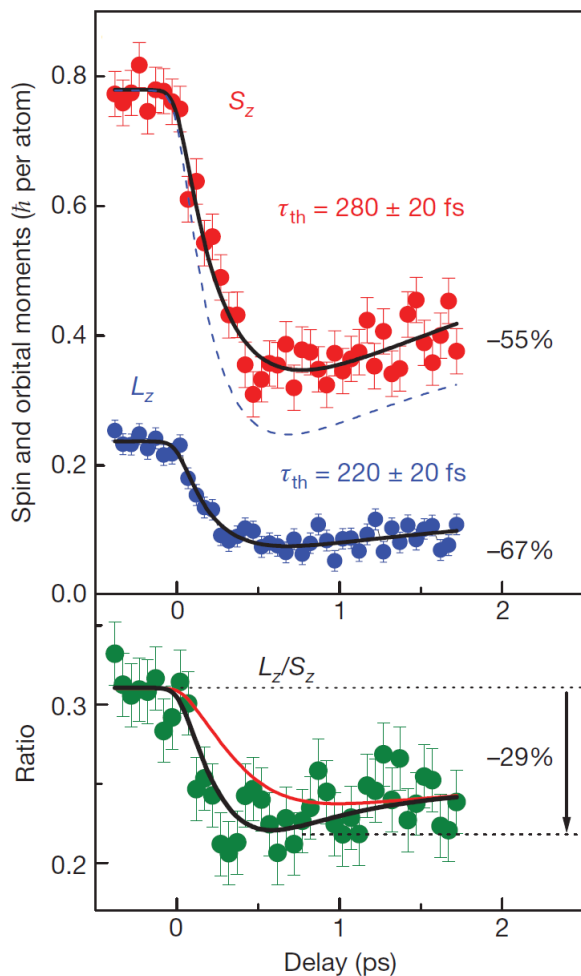 Spin and orbital moments (ℏ per atom)
0.8
0.6
0.4
0.2
0.0
S_z
τ_th = 280 ± 20 fs
–55%
L_z
τ_th = 220 ± 20 fs
–67%
0 1 2
Ratio
0.3
0.2
L_z/S_z
–29%
0 1 2
Delay (ps)